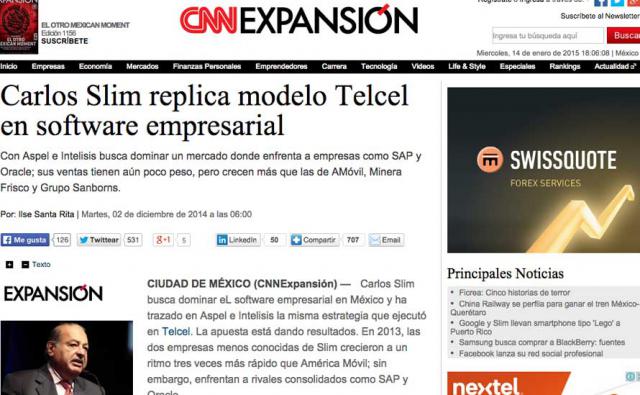 EL OTRO MEXICAN MOMENT
Edición 1156
SUSCRÍBETE
CNNEXPANSIÓN
Suscríbete al Newsletter
Ingresa tu búsqueda aquí
Buscar
Miercoles, 14 de enero de 2015 18:06:08 | México
Inicio Empresas Economía Mercados Finanzas Personales Emprendedores Carrera Tecnología Videos Life & Style Especiales Rankings Actualidad
Carlos Slim replica modelo Telcel
en software empresarial
Con Aspel e Intelisis busca dominar un mercado donde enfrenta a empresas como SAP y
Oracle; sus ventas tienen aún poco peso, pero crecen más que las de AMóvil, Minera
Frisco y Grupo Sanborns.
Por: Ilse Santa Rita | Martes, 02 de diciembre de 2014 a las 06:00
Me gusta 126 Twittear 531 g+1 5 LinkedIn 50 Compartir 707 Email
Texto
EXPANSIÓN
CIUDAD DE MÉXICO (CNNExpansión) — Carlos Slim
busca dominar eL software empresarial en México y ha
trazado en Aspel e Intelisis la misma estrategia que ejecutó
en Telcel. La apuesta está dando resultados. En 2013, las
dos empresas menos conocidas de Slim crecieron a un
ritmo tres veces más rápido que América Móvil; sin
embargo, enfrentan a rivales consolidados como SAP y
Oracle
SWISSQUOTE
FOREX SERVICES
Principales Noticias
Ficrea: Cinco historias de terror
China Railway se perfila para ganar el tren México-
Querétaro
Google y Slim llevan smartphone tipo 'Lego' a
Puerto Rico
Samsung busca comprar a BlackBerry: fuentes
Facebook lanza su red social profesional
nextel